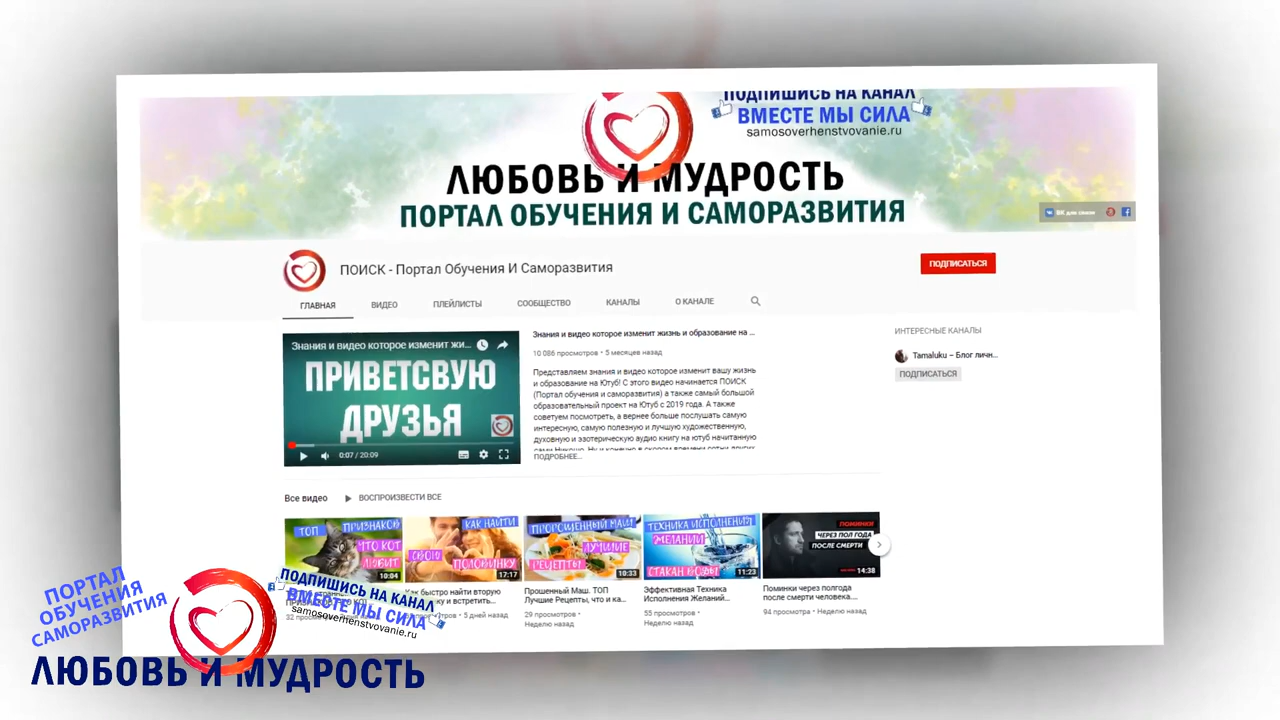 ПОДПИШИСЬ НА КАНАЛ
ВМЕСТЕ МЫ СИЛА
samosoverhenstvovanie.ru
ЛЮБОВЬ И МУДРОСТЬ
ПОРТАЛ ОБУЧЕНИЯ И САМОРАЗВИТИЯ
ВК для связи
ПОИСК - Портал Обучения И Саморазвития
ПОДПИСАТЬСЯ
ГЛАВНАЯ
ВИДЕО
ПЛЕЙЛИСТЫ
СООБЩЕСТВО
КАНАЛЫ
О КАНАЛЕ
Знания и видео которое изменит жи...
ПРИВЕТСВУЮ
ДРУЗЬЯ
0:07 / 20:09
Знания и видео которое изменит жизнь и образование на ...
10 086 просмотров • 5 месяцев назад
Представляем знания и видео которое изменит вашу жизнь
и образование на Ютуб! С этого видео начинается ПОИСК
(Портал обучения и саморазвития) а также самый большой
образовательный проект на Ютуб с 2019 года. А также
советуем посмотреть, а вернее больше послушать самую
интересную, самую полезную и лучшую художественную,
духовную и эзотерическую аудио книгу на ютуб начитанную
ПОДРОБНЕЕ...
ИНТЕРЕСНЫЕ КАНАЛЫ
Tamaluku – Блог личн...
ПОДПИСАТЬСЯ
Все видео
ВОСПРОИЗВЕСТИ ВСЕ
ТОП
ПРИЗНАКОВ
ЧТО КОТ
ЛЮБИТ
10:04
КАК НАЙТИ
СВОЮ
ПОЛОВИНКУ
17:17
Как быстро найти вторую
и встретить...
• 5 дней назад
ПРОРОЩЕННЫЙ МАШ
ЛУЧШИЕ
РЕЦЕПТЫ
10:33
Прошенный Маш. ТОП
Лучшие Рецепты, что и ка...
29 просмотров •
Неделю назад
ТЕХНИКА ИСПОЛНЕНИЯ
ЖЕЛАНИЙ
СТАКАН ВОДЫ
11:23
Эффективная Техника
Исполнения Желаний...
55 просмотров •
Неделю назад
ПОМИНКИ
ЧЕРЕЗ ПОЛ ГОДА
ПОСЛЕ СМЕРТИ
14:38
Поминки через полгода
после смерти человека....
94 просмотра • Неделю назад
ПОРТАЛ
ОБУЧЕНИЯ
САМОРАЗВИТИЯ
ПОДПИШИСЬ НА КАНАЛ
ВМЕСТЕ МЫ СИЛА
samosoverhenstvovanie.ru
ЛЮБОВЬ И МУДРОСТЬ